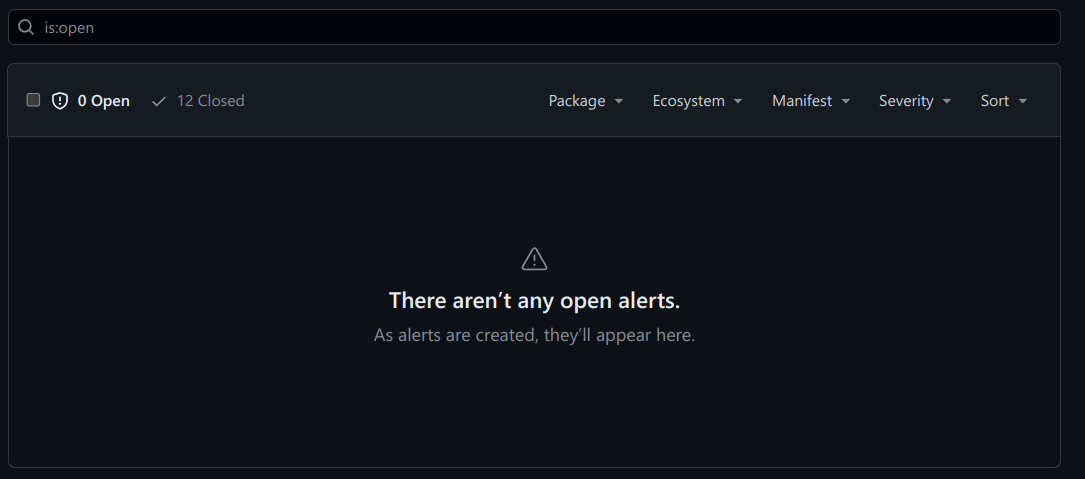 is:open
0 Open 12 Closed Package Ecosystem Manifest Severity Sort
There aren’t any open alerts.
As alerts are created, they’ll appear here.